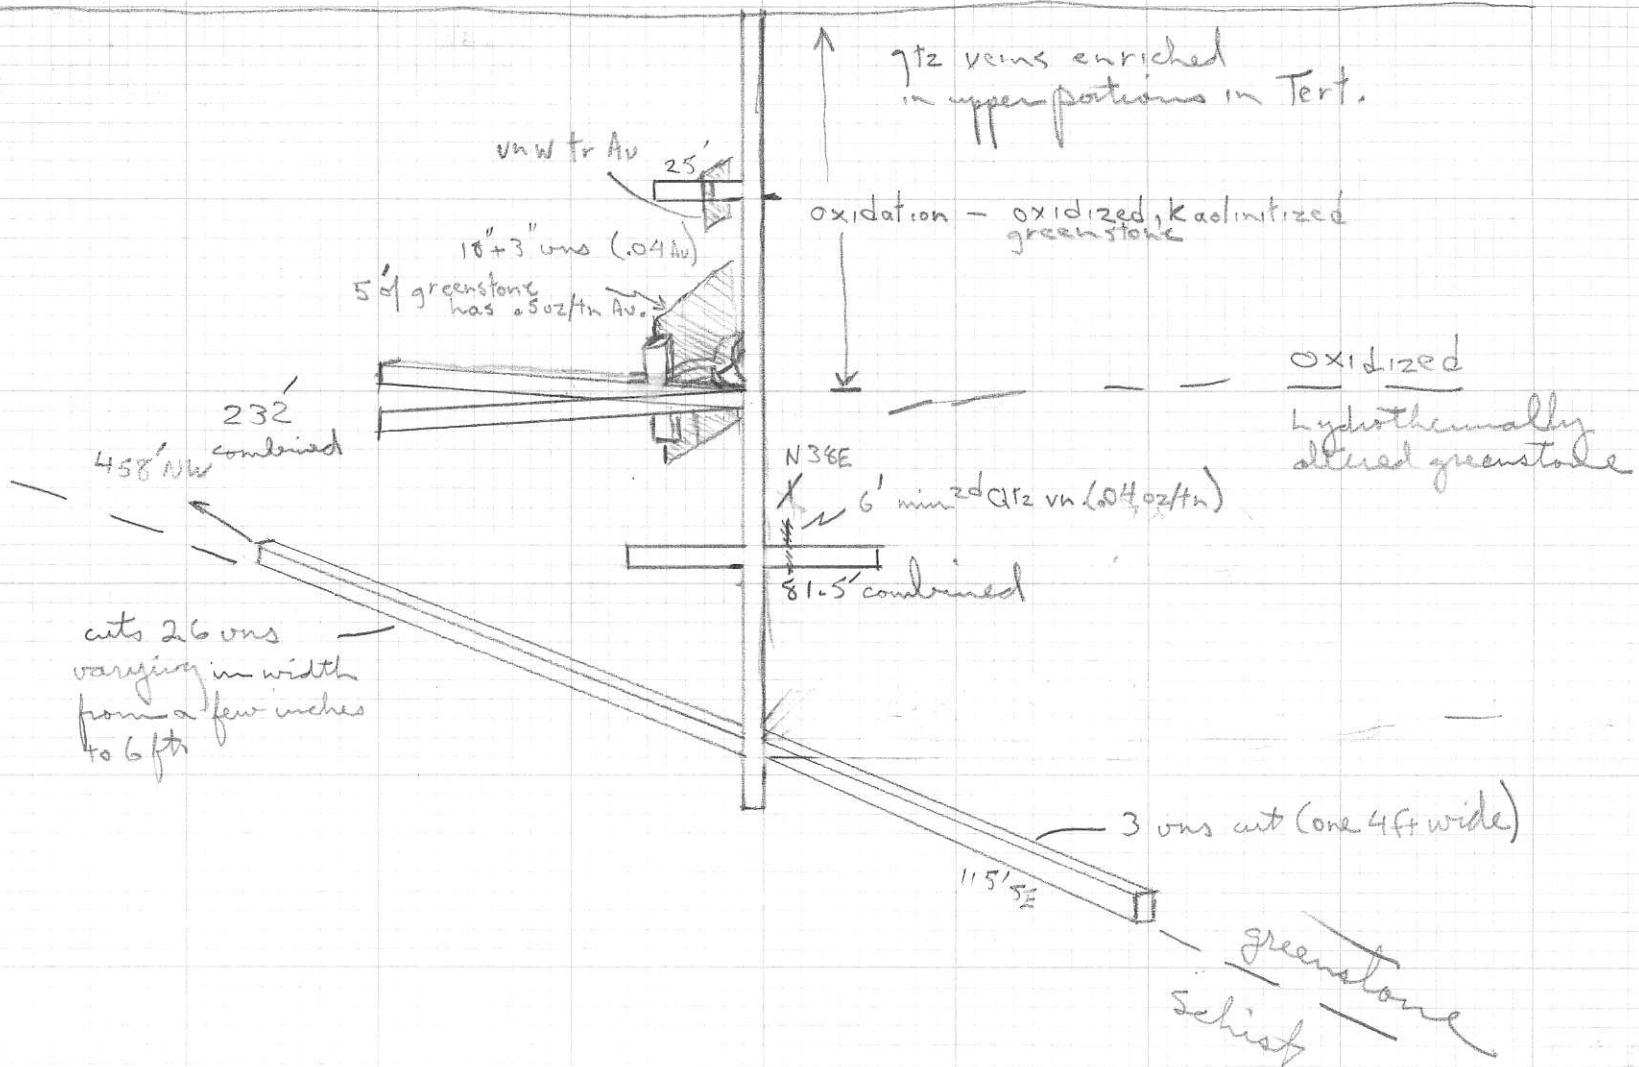 qtz veins enriched
in upper portions in Tert.
vn w tr Au
25'
oxidation - oxidized, kaolinitized
greenstone
18"+3" vns (.04 Au)
5' of greenstone
has .5oz/tn Au.
oxidized
232'
combined
hydrothermally
altered greenstone
458' NW
N38E
6' min^zd Qtz vn (.04 oz/tn)
81.5' combined
cuts 26 vns
varying in width
from a few inches
to 6 ft
3 vns cut (one 4ft wide)
115' SE
greenstone
Schist